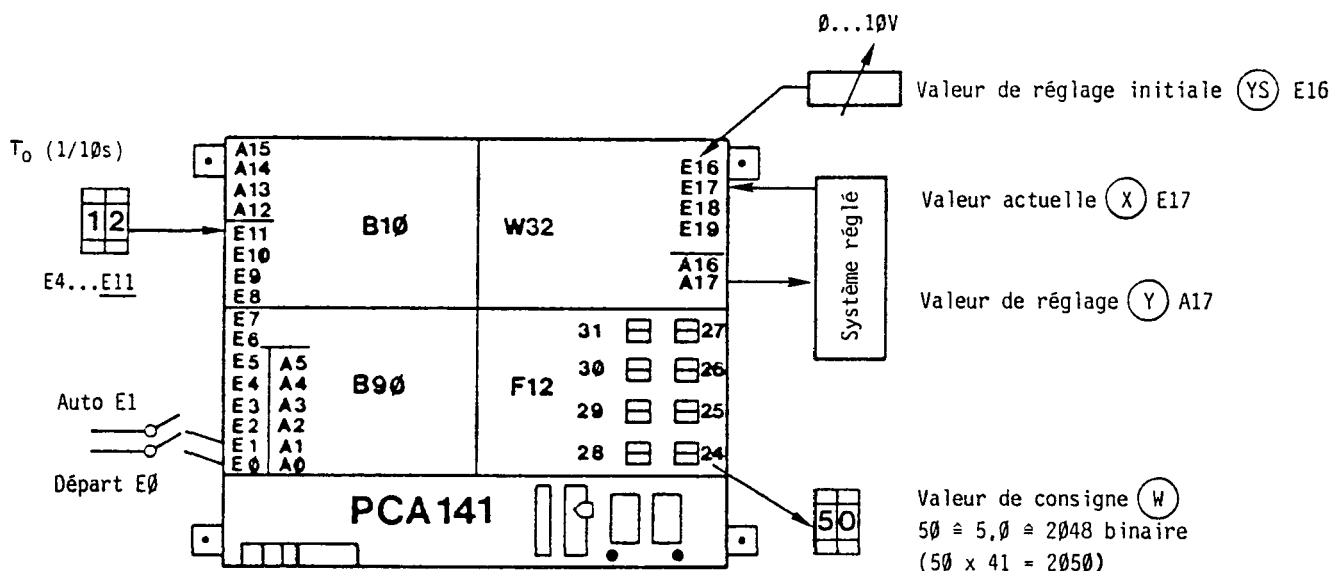 Ø...1ØV
Valeur de réglage initiale YS E16
T₀ (1/1Øs)
12
E4...E11
A15
A14
A13
A12
E11
E1Ø
E9
E8
B1Ø
W32
E16
E17
E18
E19
A16
A17
Système réglé
Valeur actuelle X E17
Valeur de réglage Y A17
E7
E6
E5 A5
E4 A4
E3 A3
E2 A2
E1 A1
EØ AØ
B9Ø
F12
31 27
30 26
29 25
28 24
Auto E1
Départ EØ
PCA141
50
Valeur de consigne W
5Ø ≙ 5,Ø ≙ 2Ø48 binaire
(5Ø x 41 = 2Ø5Ø)